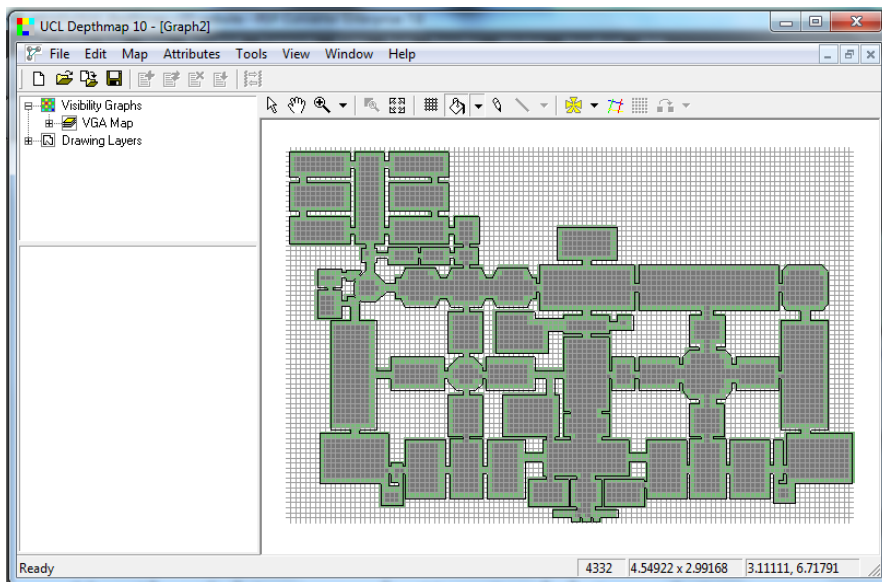 UCL Depthmap 10 - [Graph2]
File Edit Map Attributes Tools View Window Help
Visibility Graphs
VGA Map
Drawing Layers
Ready 4332 4.54922 x 2.99168 3.11111, 6.71791